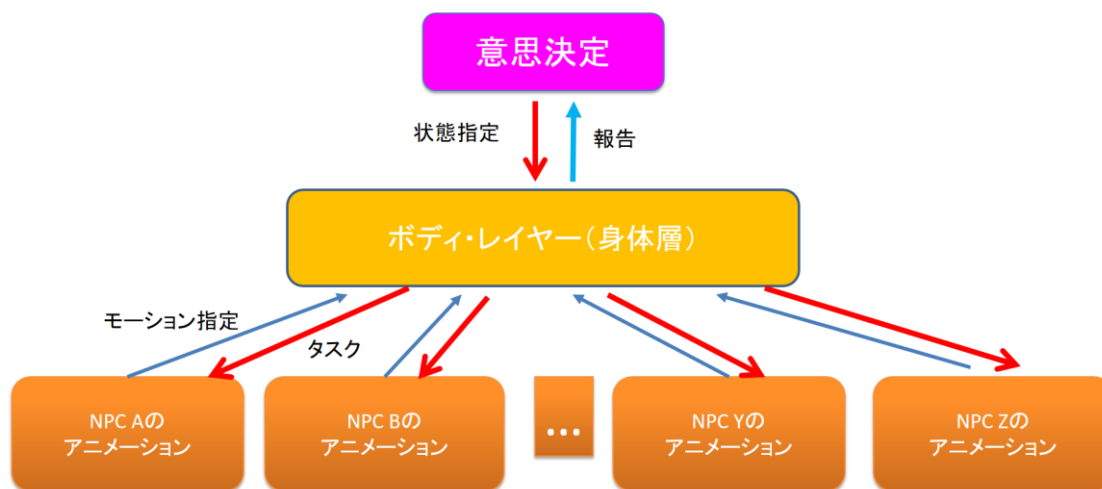 意思決定
状態指定
報告
ボディ・レイヤー(身体層)
モーション指定
タスク
NPC Aの
アニメーション
NPC Bの
アニメーション
...
NPC Yの
アニメーション
NPC Zの
アニメーション